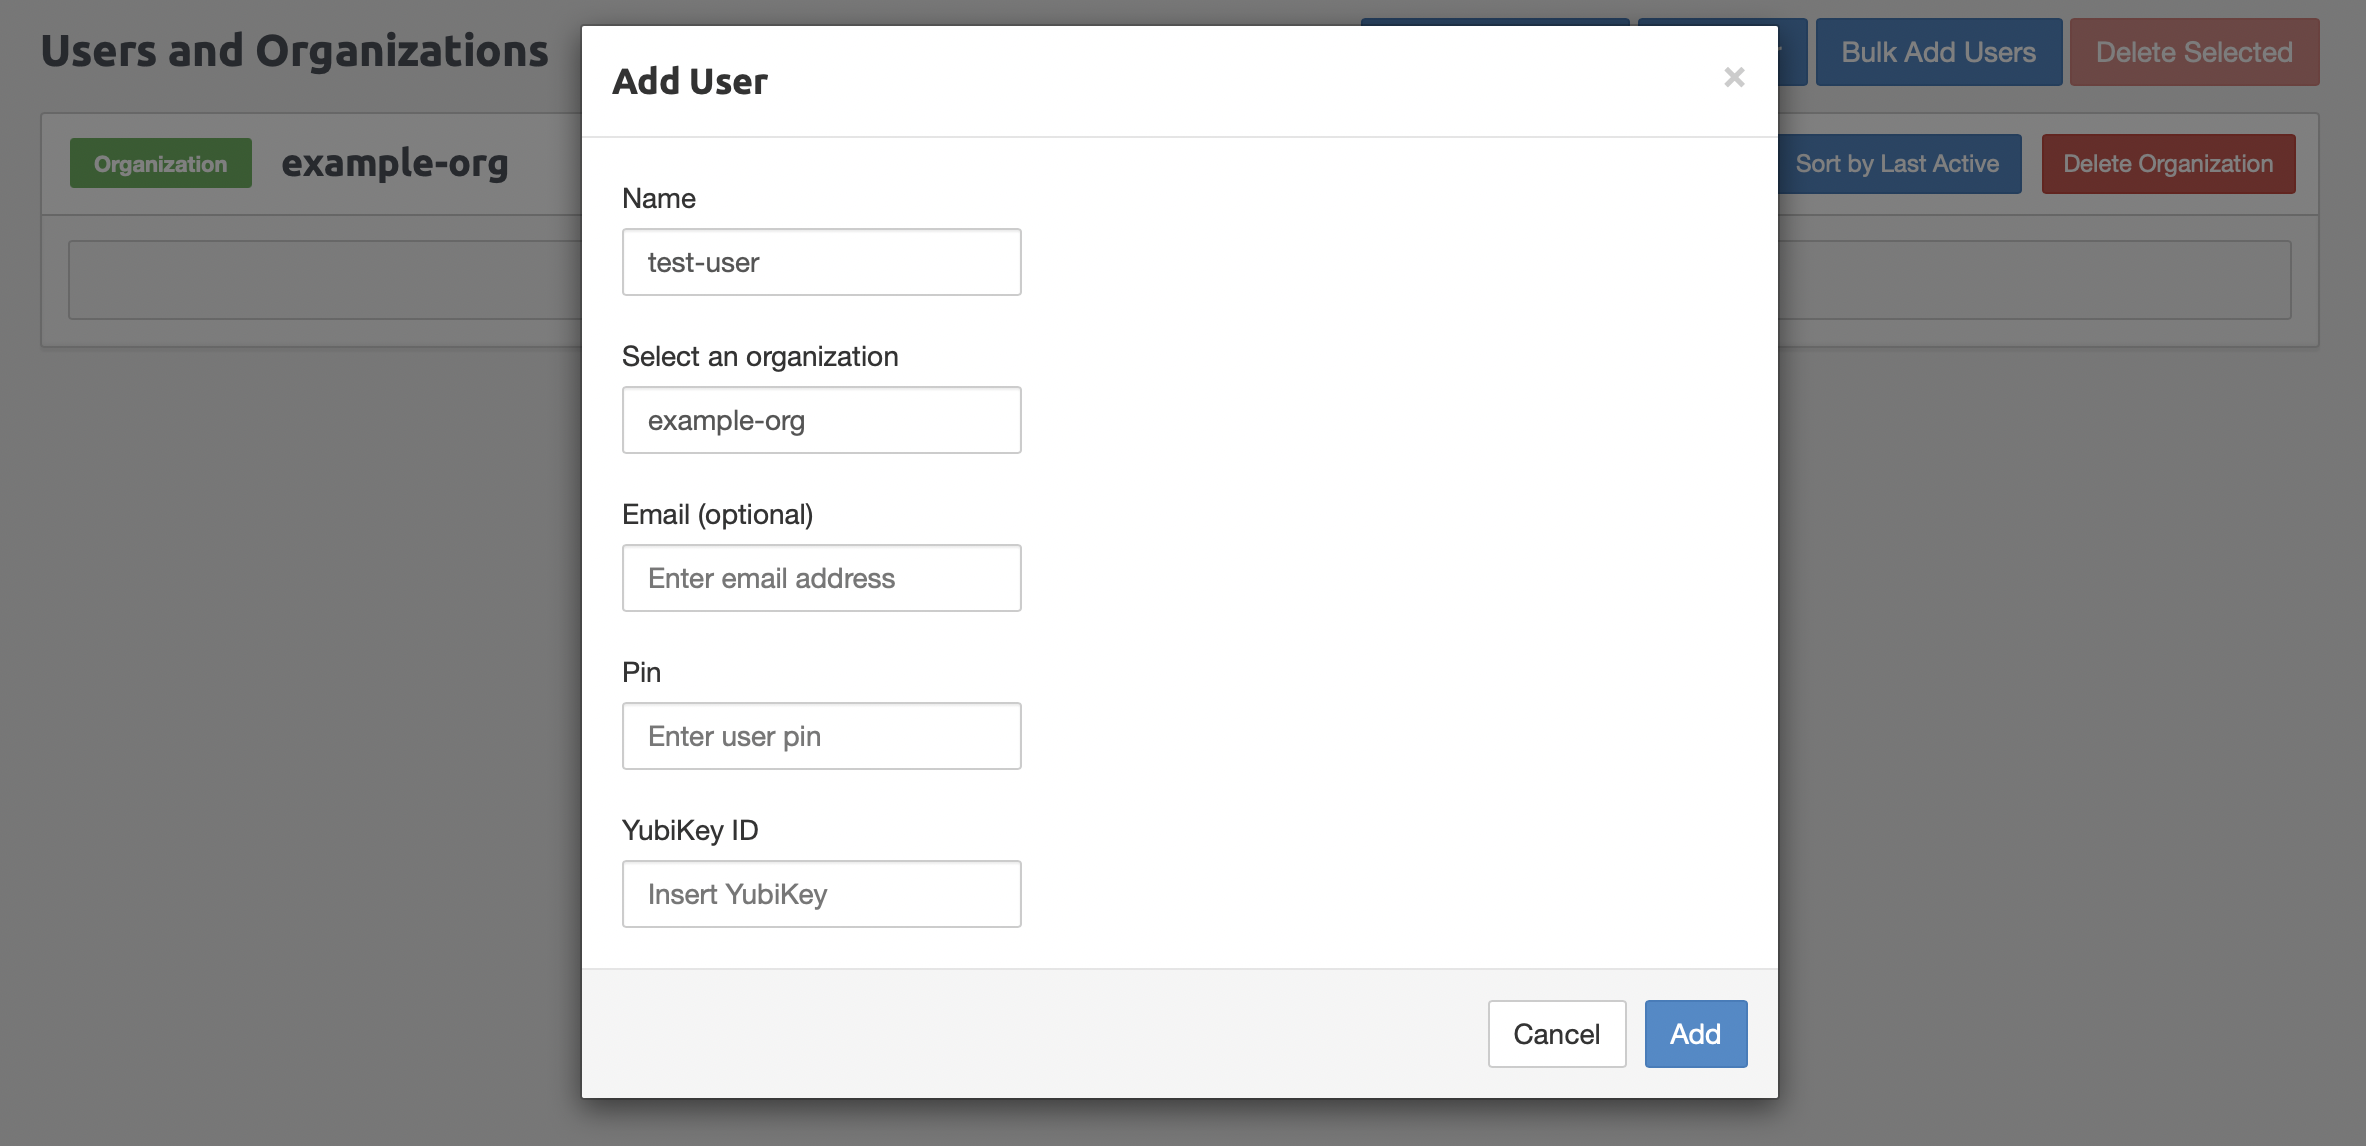 Users and Organizations
Bulk Add Users
Delete Selected
Organization
example-org
Sort by Last Active
Delete Organization
Add User
×
Name
test-user
Select an organization
example-org
Email (optional)
Enter email address
Pin
Enter user pin
YubiKey ID
Insert YubiKey
Cancel
Add